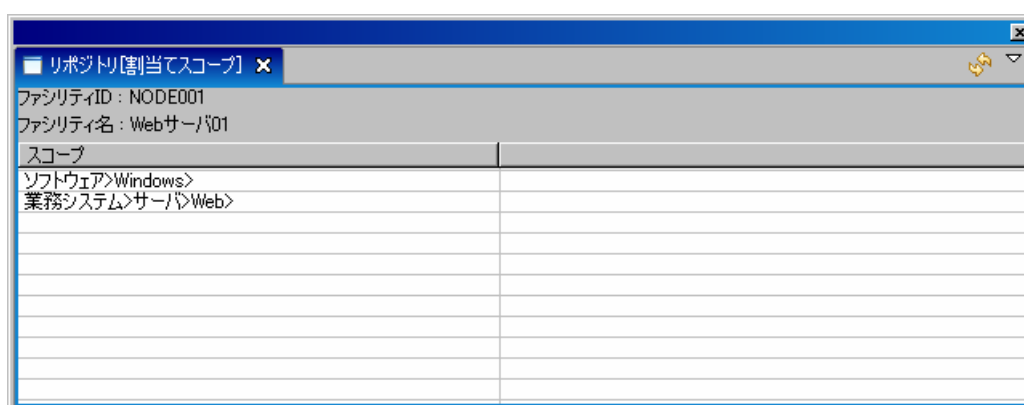 リポジトリ[割当てスコープ]
ファシリティID : NODE001
ファシリティ名 : Webサーバ01
スコープ
ソフトウェア>Windows>
業務システム>サーバ>Web>